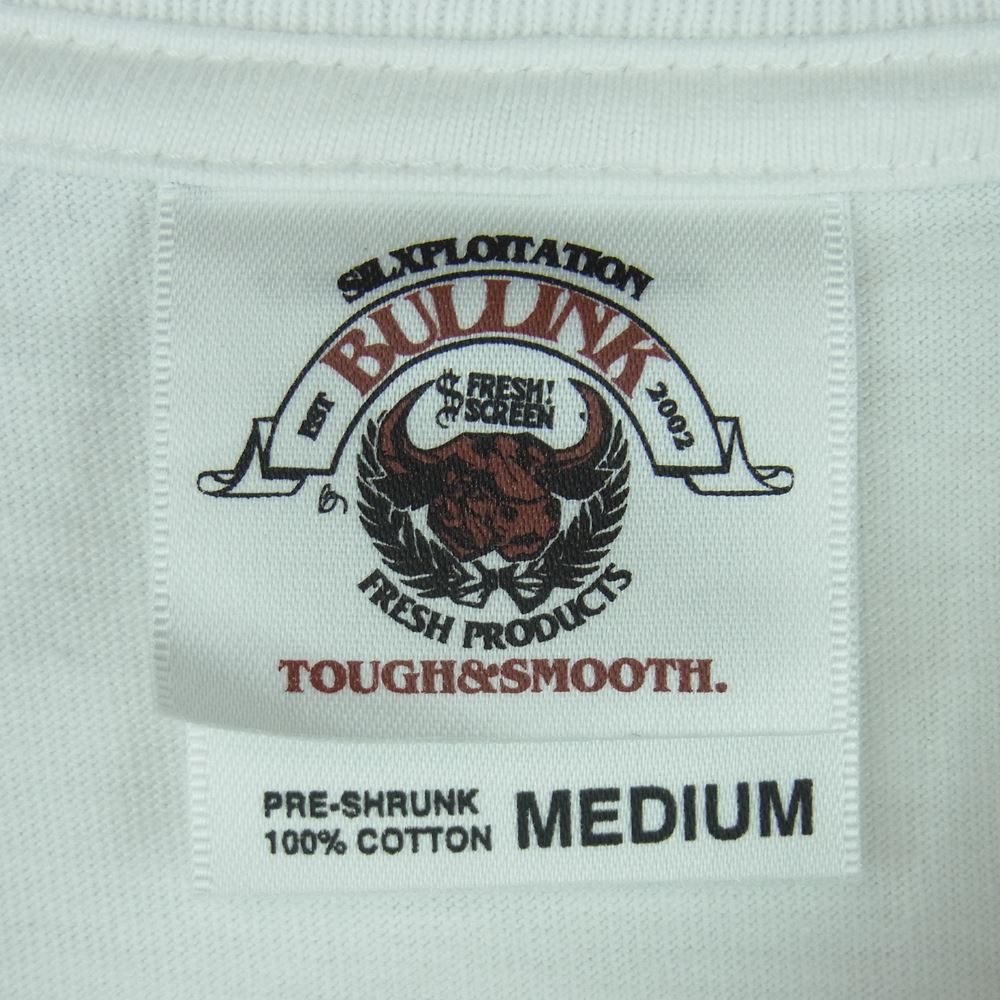 SILXPLOITATION
BULLINK
EST
2002
$ FRESH!
SCREEN
FRESH PRODUCTS
TOUGH&SMOOTH.
PRE-SHRUNK
100% COTTON
MEDIUM